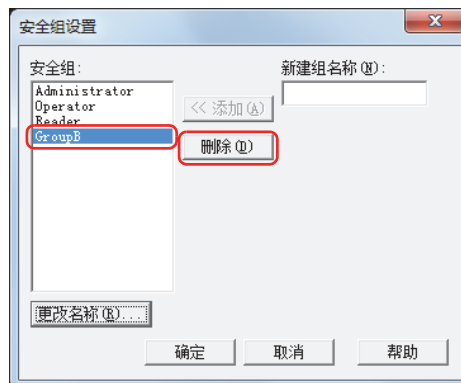 安全组设置
安全组:
新建组名称(N):
Administrator
Operator
Reader
GroupB
<< 添加(A)
删除(D)
更改名称(R)...
确定
取消
帮助